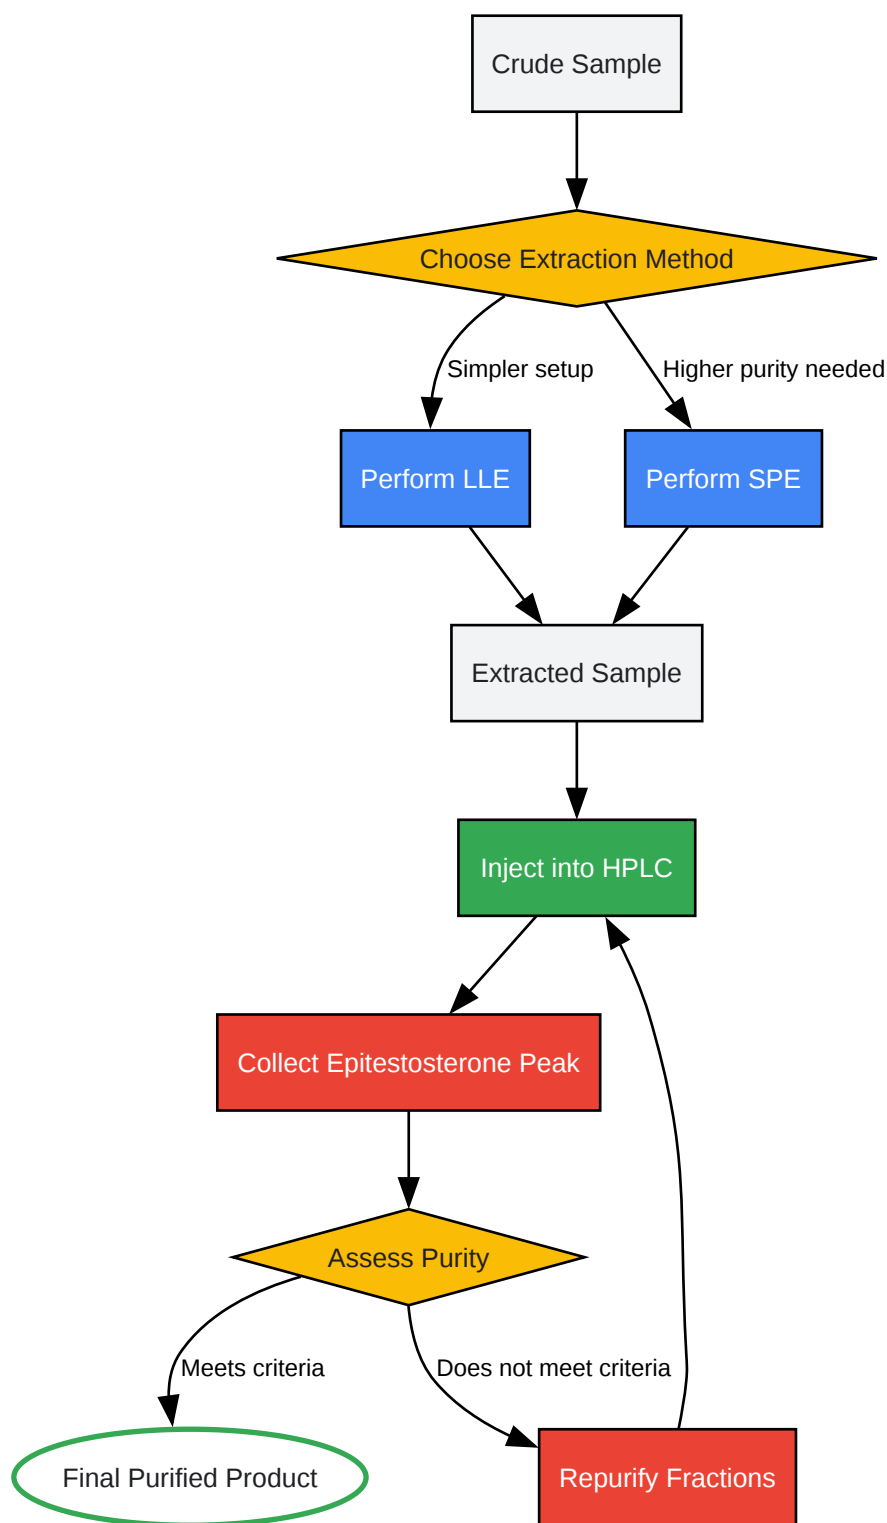 Crude Sample
Choose Extraction Method
Simpler setup
Higher purity needed
Perform LLE
Perform SPE
Extracted Sample
Inject into HPLC
Collect Epitestosterone Peak
Assess Purity
Meets criteria
Does not meet criteria
Final Purified Product
Repurify Fractions